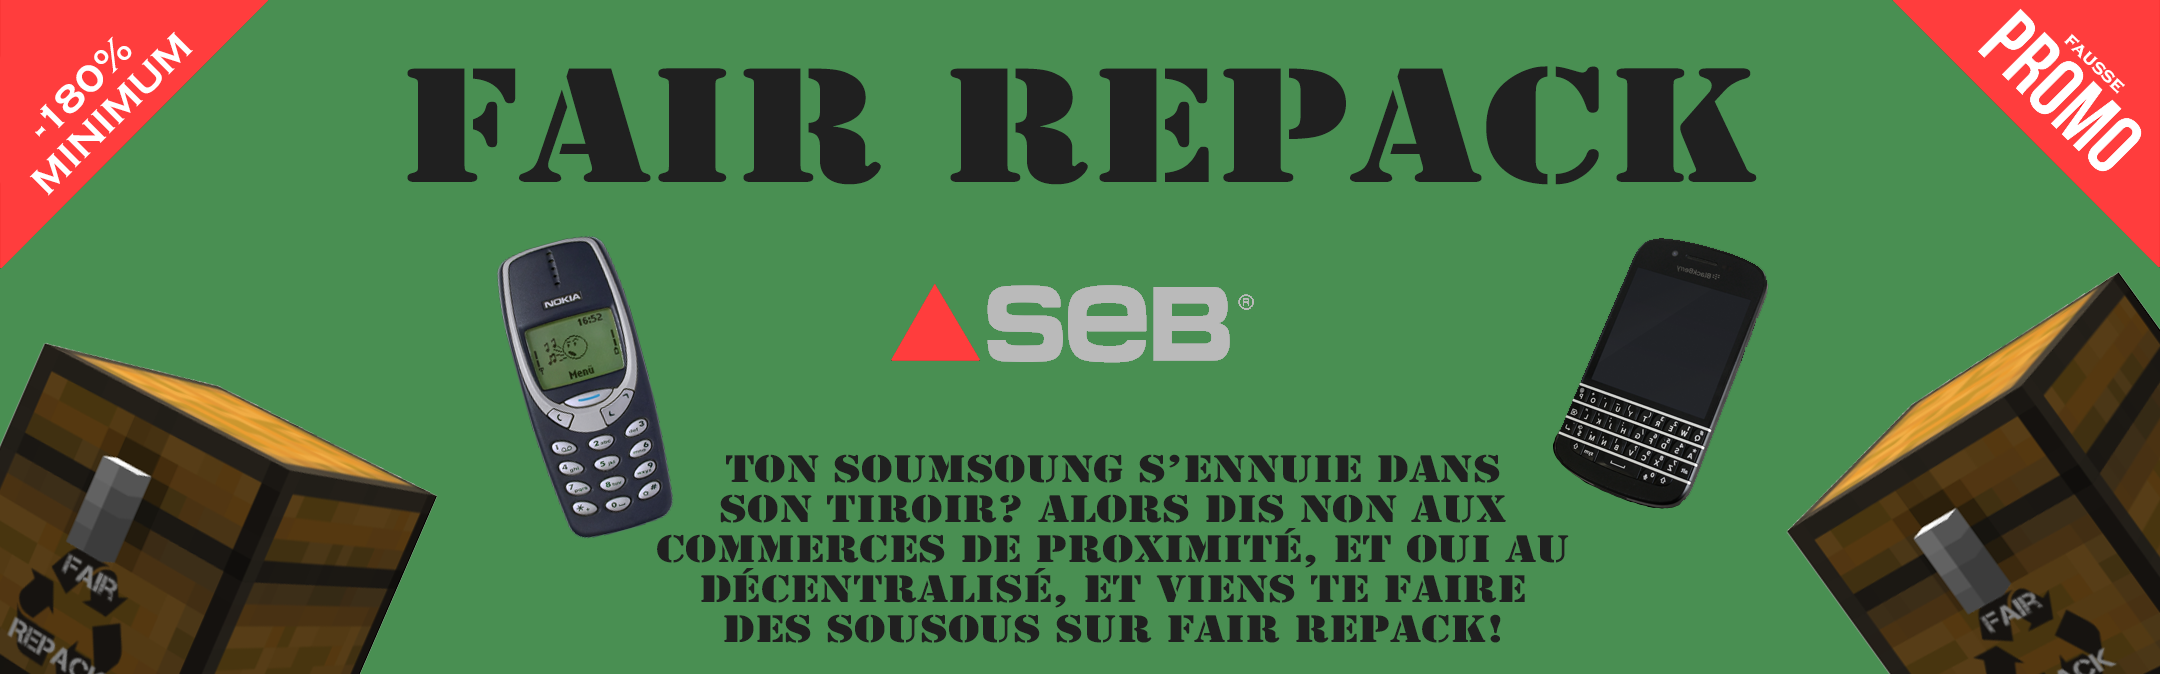 -180%
MINIMUM
FAIR REPACK
FAUSSE
PROMO
NOKIA
16:52
Menü
SEB®
BlackBerry
TON SOUMSOUNG S'ENNUIE DANS
SON TIROIR? ALORS DIS NON AUX
COMMERCES DE PROXIMITÉ, ET OUI AU
DÉCENTRALISÉ, ET VIENS TE FAIRE
DES SOUSOUS SUR FAIR REPACK!
FAIR
REPACK
FAIR
ACK